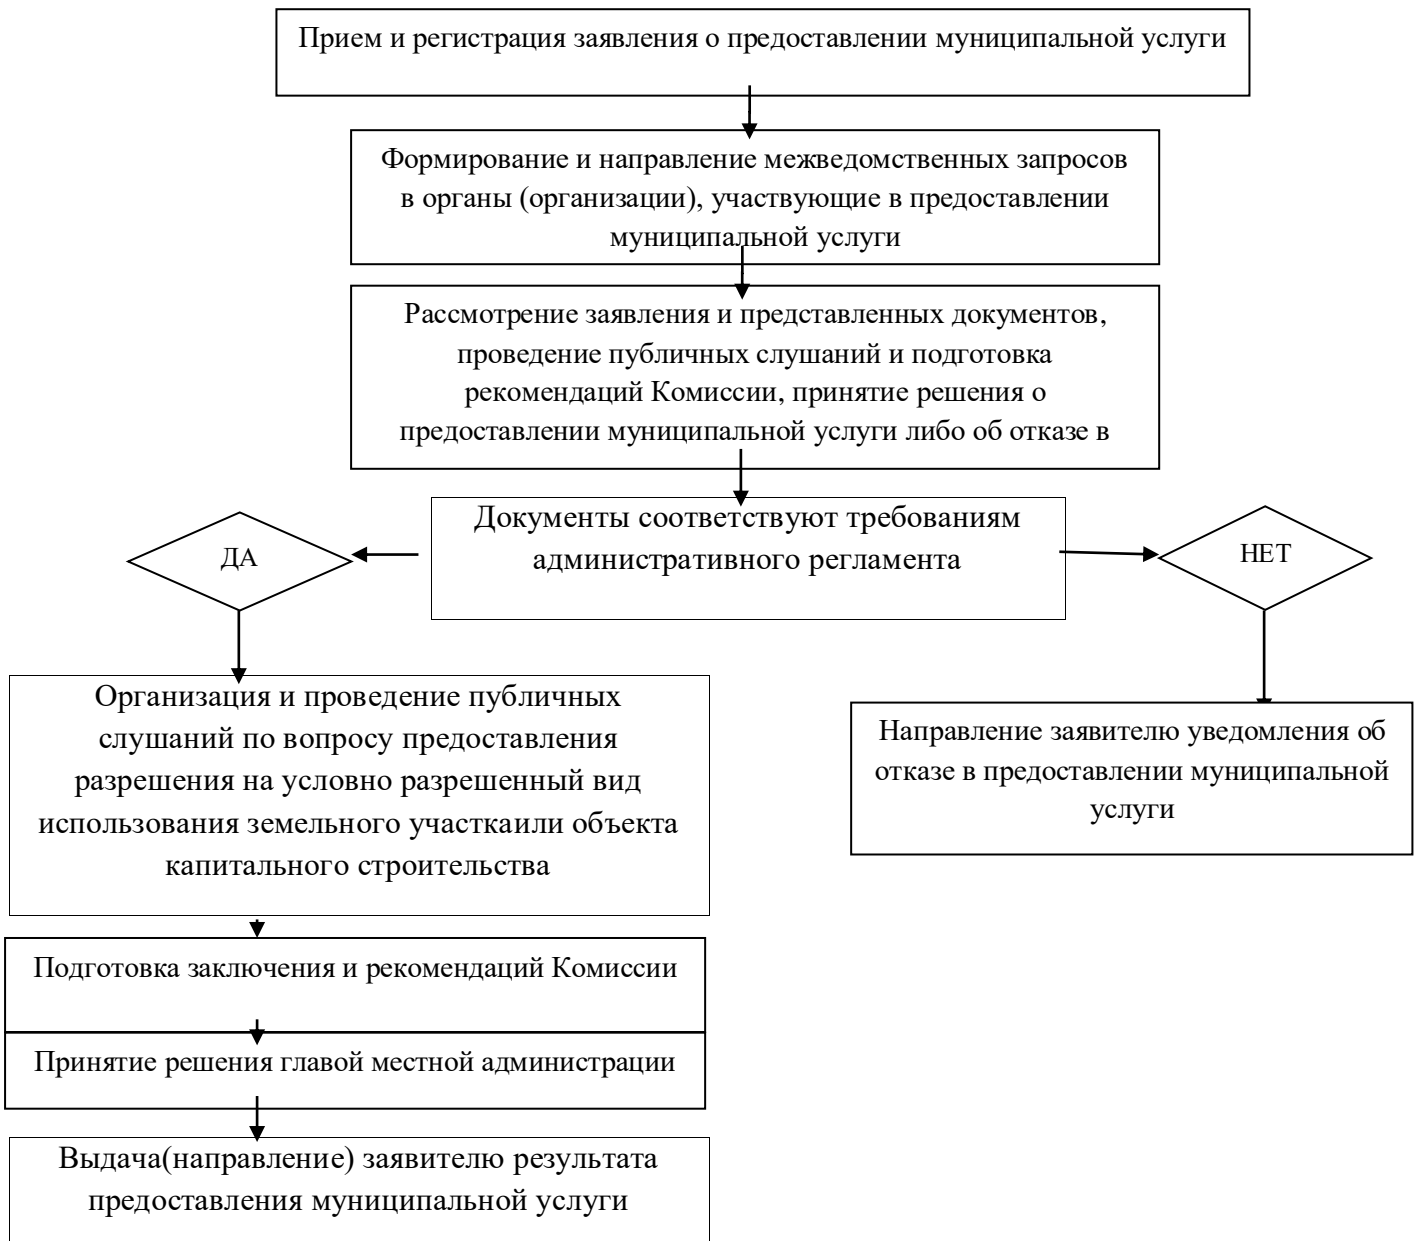 Прием и регистрация заявления о предоставлении муниципальной услуги
Формирование и направление межведомственных запросов
в органы (организации), участвующие в предоставлении
муниципальной услуги
Рассмотрение заявления и представленных документов,
проведение публичных слушаний и подготовка
рекомендаций Комиссии, принятие решения о
предоставлении муниципальной услуги либо об отказе в
Документы соответствуют требованиям
административного регламента
ДА
НЕТ
Организация и проведение публичных
слушаний по вопросу предоставления
разрешения на условно разрешенный вид
использования земельного участкаили объекта
капитального строительства
Направление заявителю уведомления об
отказе в предоставлении муниципальной
услуги
Подготовка заключения и рекомендаций Комиссии
Принятие решения главой местной администрации
Выдача(направление) заявителю результата
предоставления муниципальной услуги